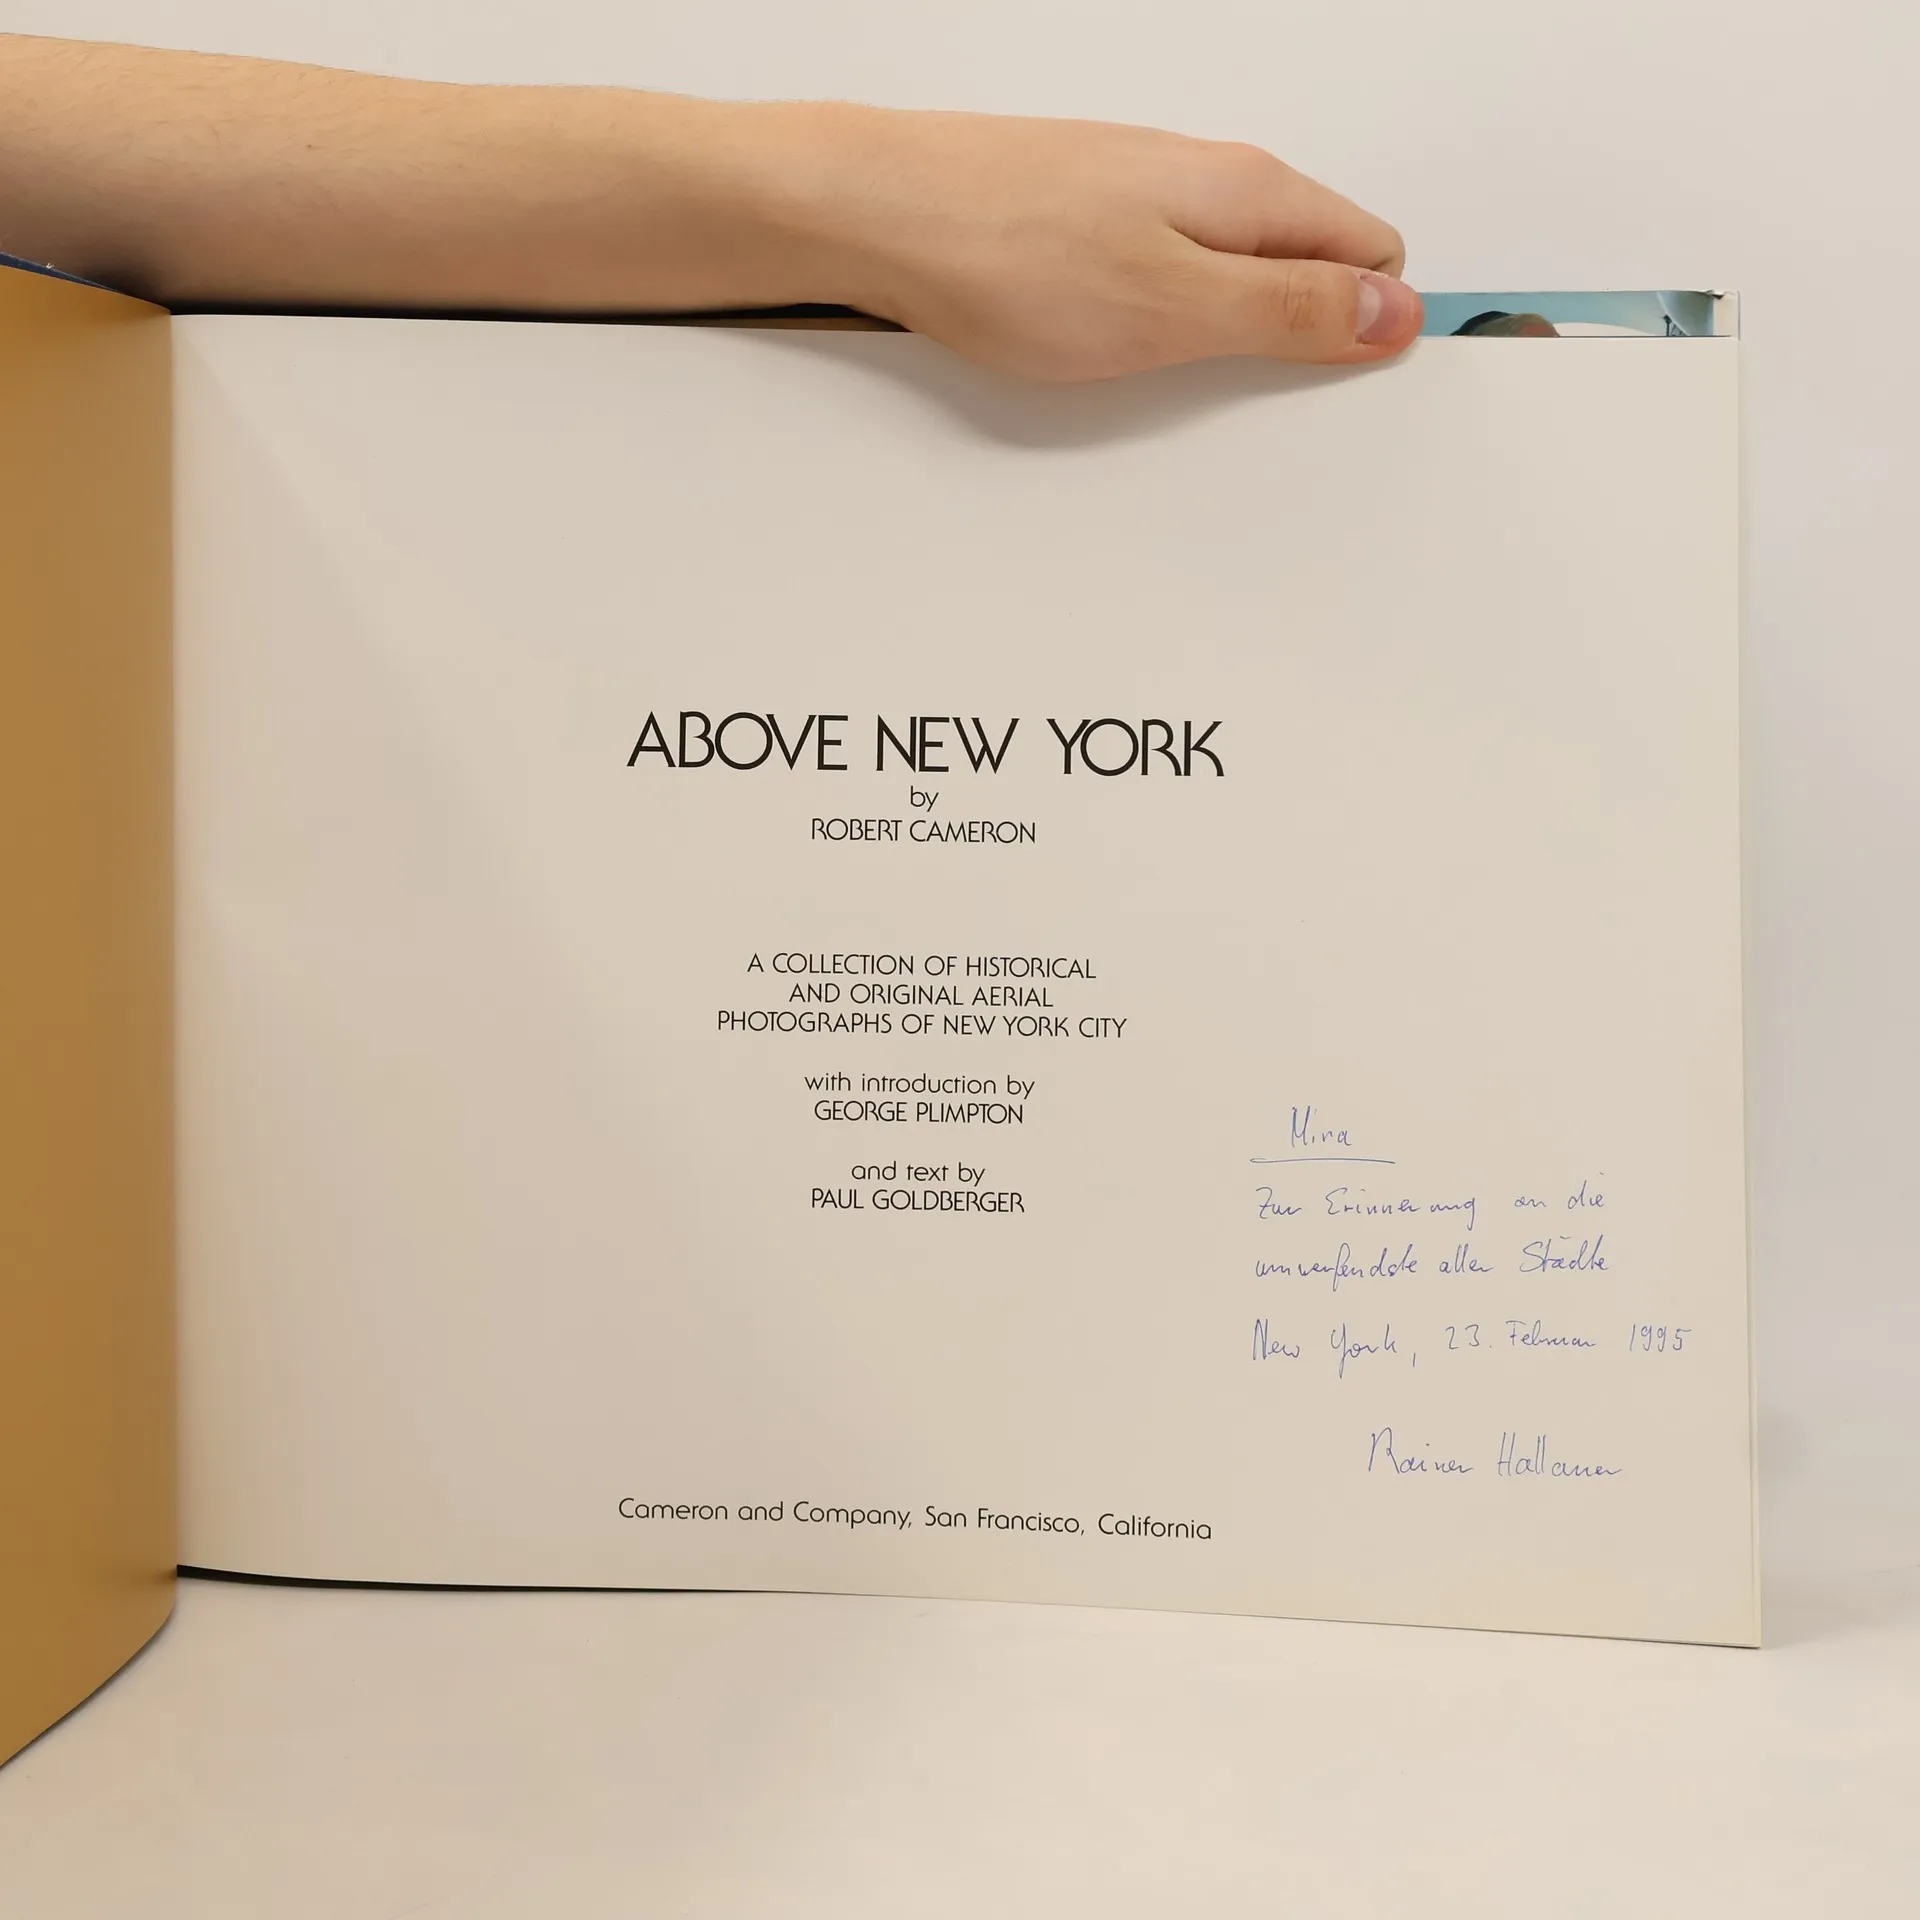 ABOVE NEW YORK
by
ROBERT CAMERON
A COLLECTION OF HISTORICAL
AND ORIGINAL AERIAL
PHOTOGRAPHS OF NEW YORK CITY
with introduction by
GEORGE PLIMPTON
and text by
PAUL GOLDBERGER
Cameron and Company, San Francisco, California
Mira
Zur Erinnerung an die
umwerfendste aller Städte
New York, 23. Februar 1995
Rainer Hallauer